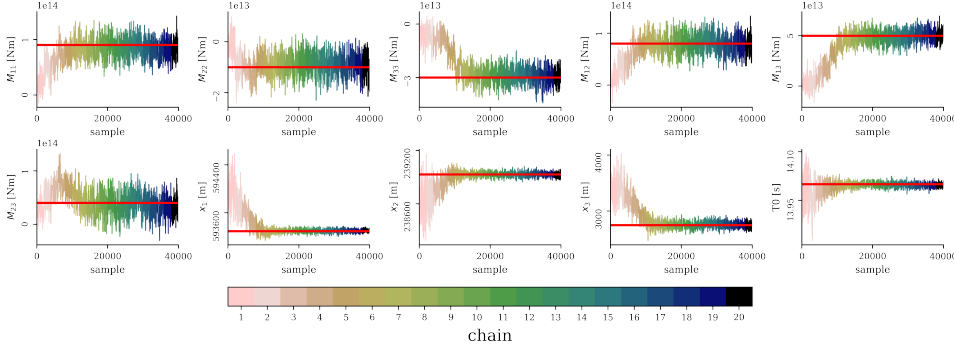 1e14 1e13 1e13 1e14 1e13
M11 [Nm] 0 1
M22 [Nm] −2 0
M33 [Nm] −3 0
M12 [Nm] 0 1
M13 [Nm] 0 5
0 20000 40000 0 20000 40000 0 20000 40000 0 20000 40000 0 20000 40000
sample sample sample sample sample
1e14
M23 [Nm] 0 1
x1 [m] 593600 594400
x2 [m] 238600 239200
x3 [m] 3000 4000
T0 [s] 13.95 14.10
0 20000 40000 0 20000 40000 0 20000 40000 0 20000 40000 0 20000 40000
sample sample sample sample sample
1 2 3 4 5 6 7 8 9 10 11 12 13 14 15 16 17 18 19 20
chain